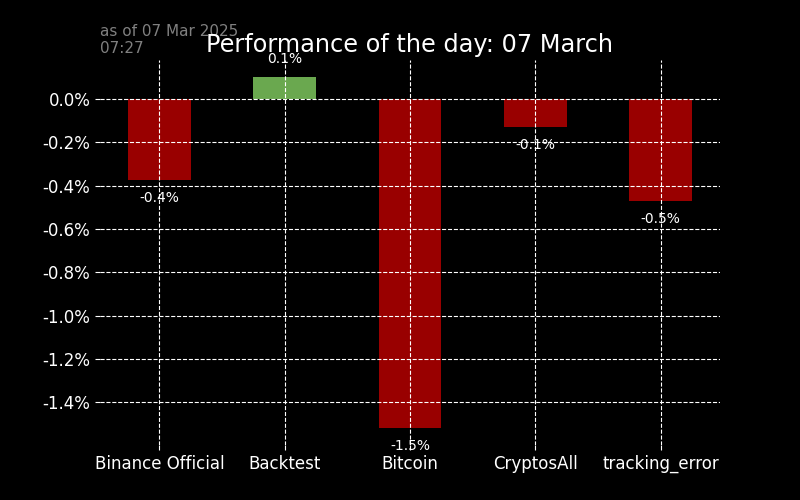 as of 07 Mar 2025
07:27
Performance of the day: 07 March
0.1%
0.0%
-0.2%
-0.4%
-0.6%
-0.8%
-1.0%
-1.2%
-1.4%
-0.4%
-0.1%
-0.5%
-1.5%
Binance Official
Backtest
Bitcoin
CryptosAll
tracking_error